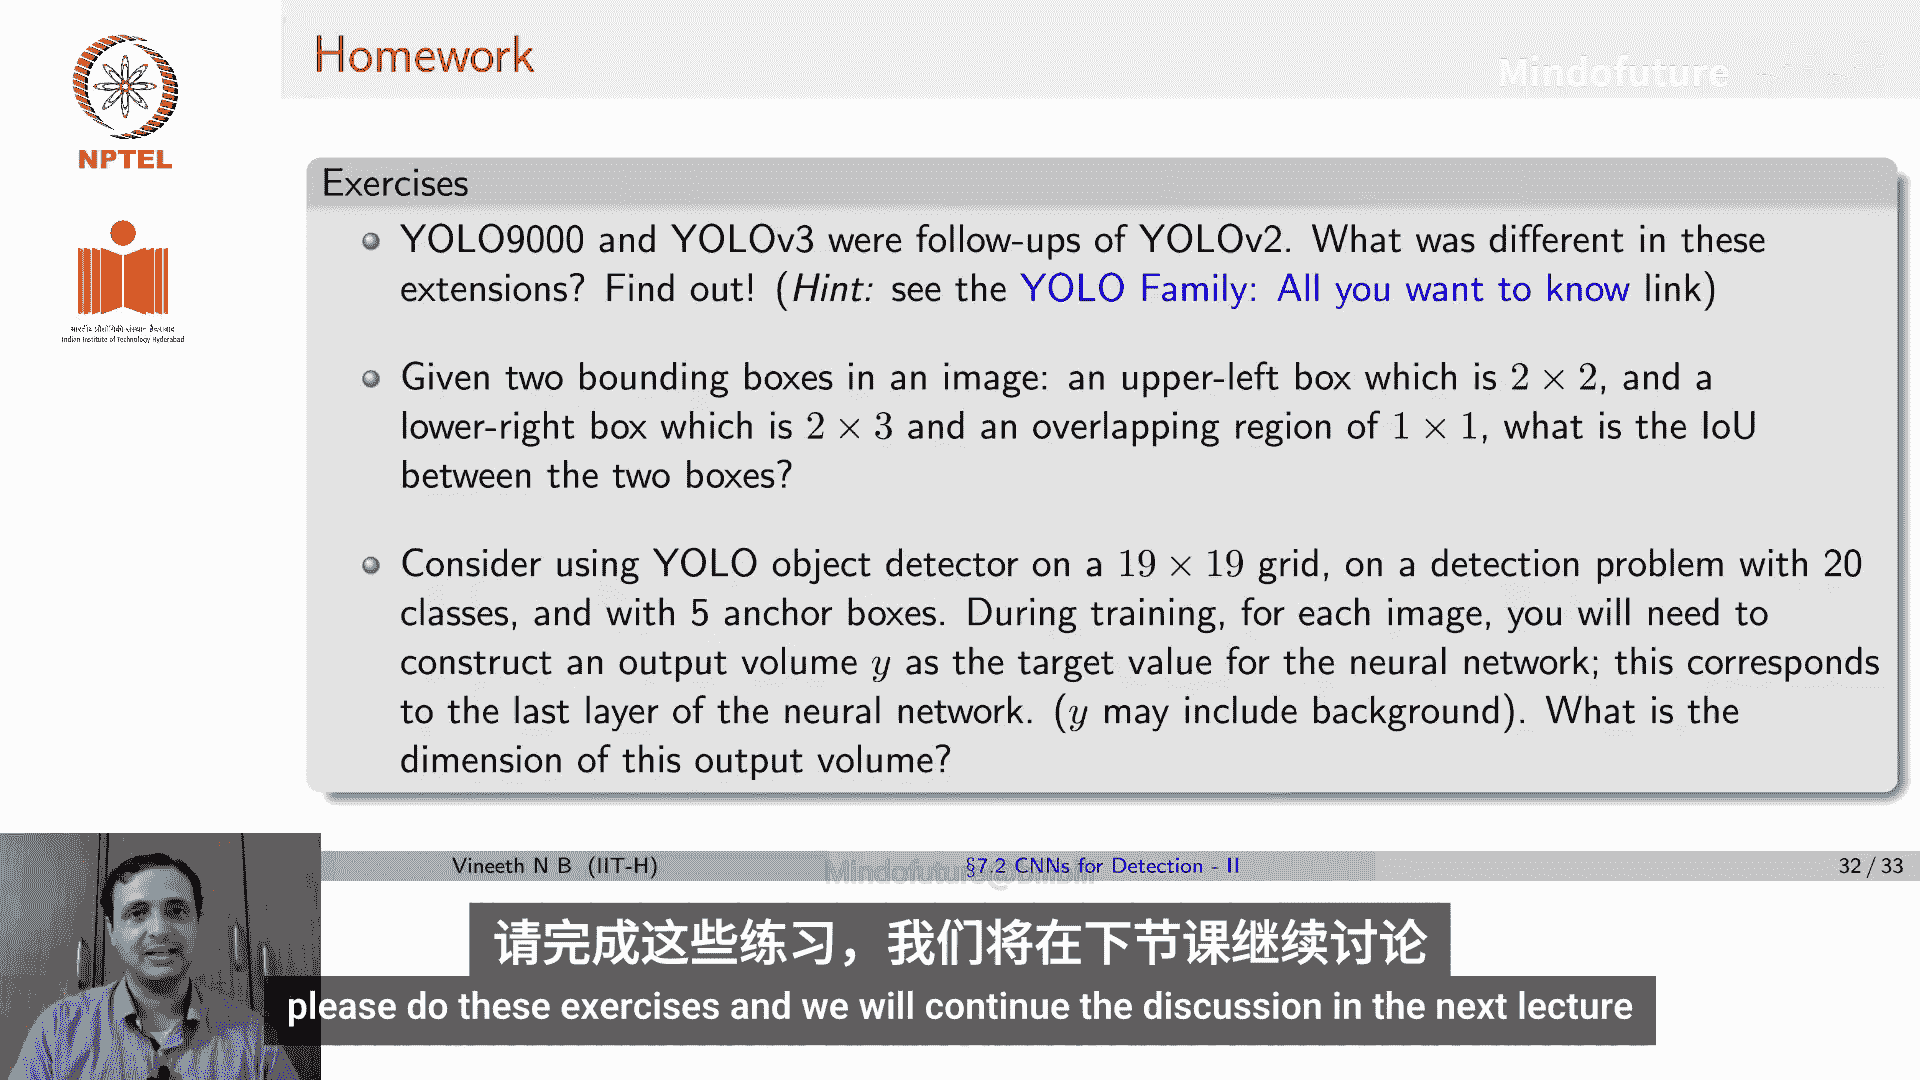 Homework
Mindofuture
NPTEL
भारतीय प्रौद्योगिकी संस्थान हैदराबाद
Indian Institute of Technology Hyderabad
Exercises
YOLO9000 and YOLOv3 were follow-ups of YOLOv2. What was different in these
extensions? Find out! (Hint: see the YOLO Family: All you want to know link)
Given two bounding boxes in an image: an upper-left box which is 2 × 2, and a
lower-right box which is 2 × 3 and an overlapping region of 1 × 1, what is the IoU
between the two boxes?
Consider using YOLO object detector on a 19 × 19 grid, on a detection problem with 20
classes, and with 5 anchor boxes. During training, for each image, you will need to
construct an output volume y as the target value for the neural network; this corresponds
to the last layer of the neural network. (y may include background). What is the
dimension of this output volume?
Vineeth N B (IIT-H)
§7.2 CNNs for Detection - II
32 / 33
请完成这些练习，我们将在下节课继续讨论
please do these exercises and we will continue the discussion in the next lecture